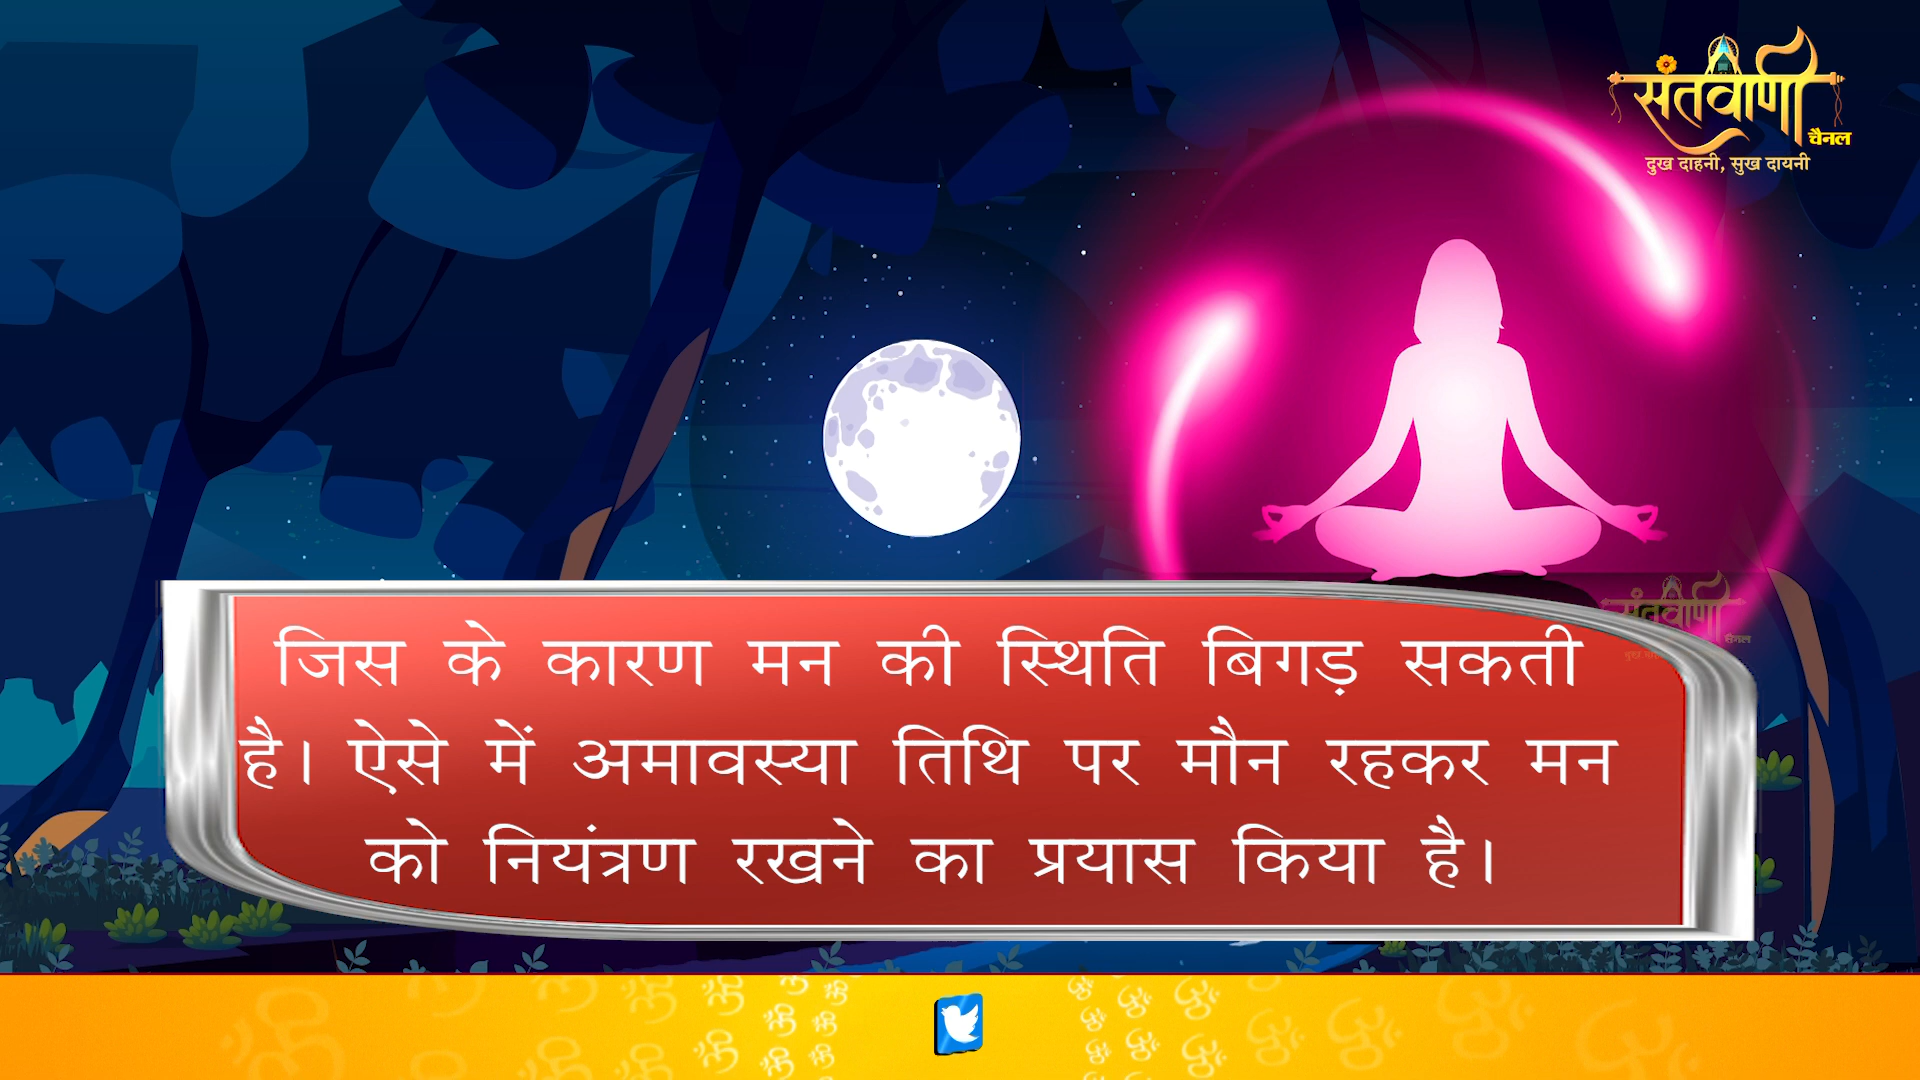 संतवाणी
चैनल
दुख दाहनी, सुख दायनी
जिस के कारण मन की स्थिति बिगड़ सकती
है। ऐसे में अमावस्या तिथि पर मौन रहकर मन
को नियंत्रण रखने का प्रयास किया है।